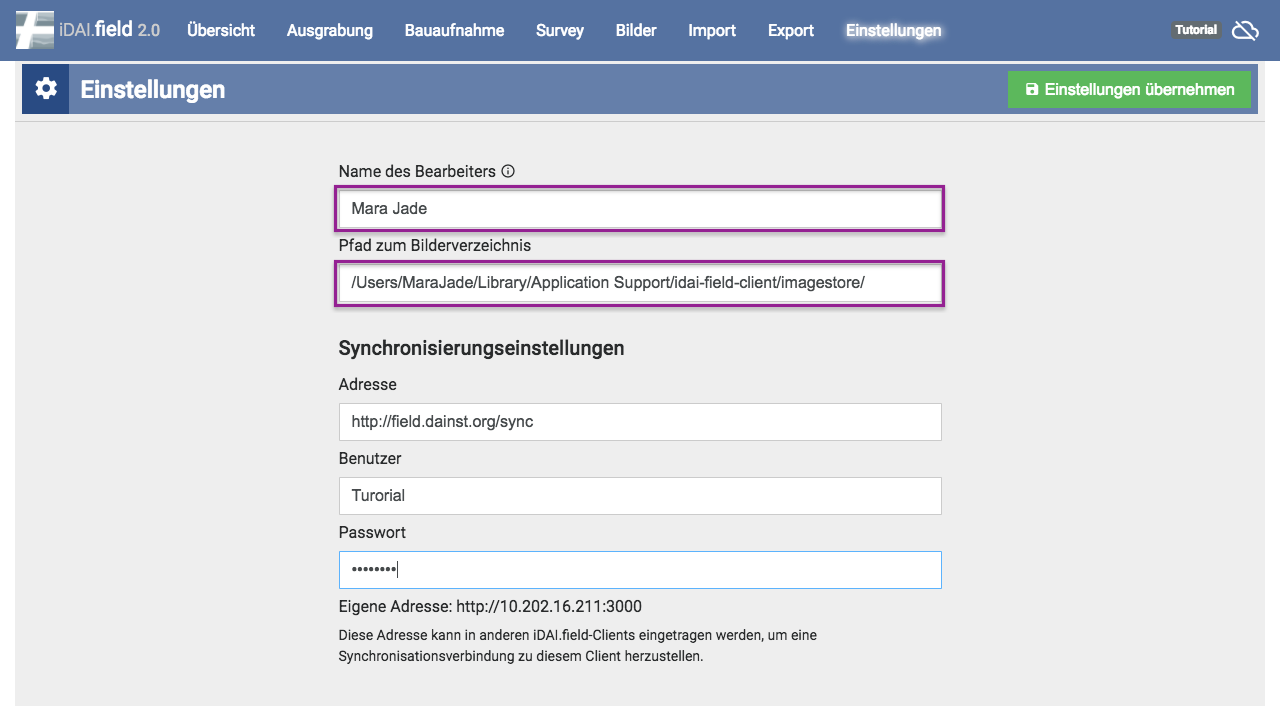 iDAI.field 2.0 Übersicht Ausgrabung Bauaufnahme Survey Bilder Import Export Einstellungen Tutorial
Einstellungen Einstellungen übernehmen
Name des Bearbeiters
Mara Jade
Pfad zum Bilderverzeichnis
/Users/MaraJade/Library/Application Support/idai-field-client/imagestore/
Synchronisierungseinstellungen
Adresse
http://field.dainst.org/sync
Benutzer
Turorial
Passwort
••••••••
Eigene Adresse: http://10.202.16.211:3000
Diese Adresse kann in anderen iDAI.field-Clients eingetragen werden, um eine
Synchronisationsverbindung zu diesem Client herzustellen.